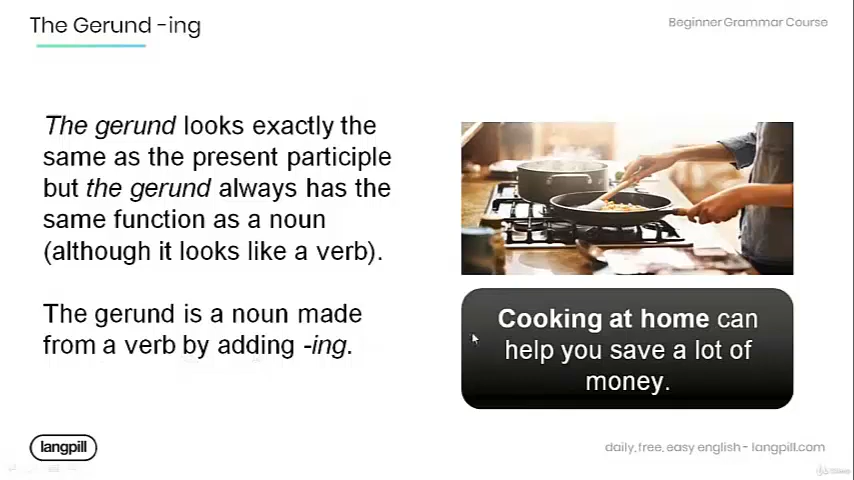 The Gerund -ing
Beginner Grammar Course
The gerund looks exactly the
same as the present participle
but the gerund always has the
same function as a noun
(although it looks like a verb).
The gerund is a noun made
from a verb by adding -ing.
Cooking at home can
help you save a lot of
money.
langpill
daily, free, easy english - langpill.com